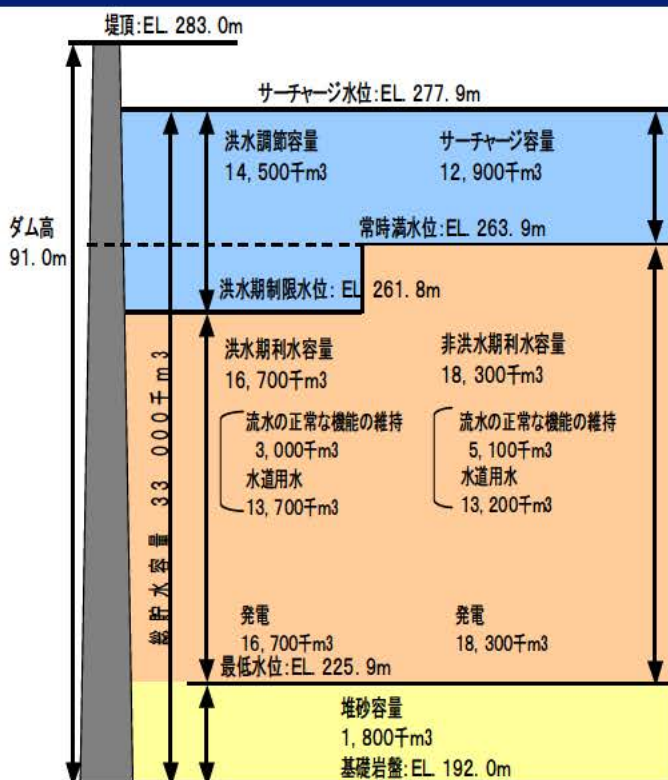 堤頂:EL. 283.0m
サーチャージ水位:EL. 277.9m
洪水調節容量
14,500千m3
サーチャージ容量
12,900千m3
ダム高
91.0m
常時満水位:EL. 263.9m
洪水期制限水位: EL. 261.8m
洪水期利水容量
16,700千m3
非洪水期利水容量
18,300千m3
流水の正常な機能の維持
3,000千m3
水道用水
13,700千m3
流水の正常な機能の維持
5,100千m3
水道用水
13,200千m3
総貯水容量 33 000千m3
発電
16,700千m3
発電
18,300千m3
最低水位:EL. 225.9m
堆砂容量
1,800千m3
基礎岩盤:EL. 192.0m